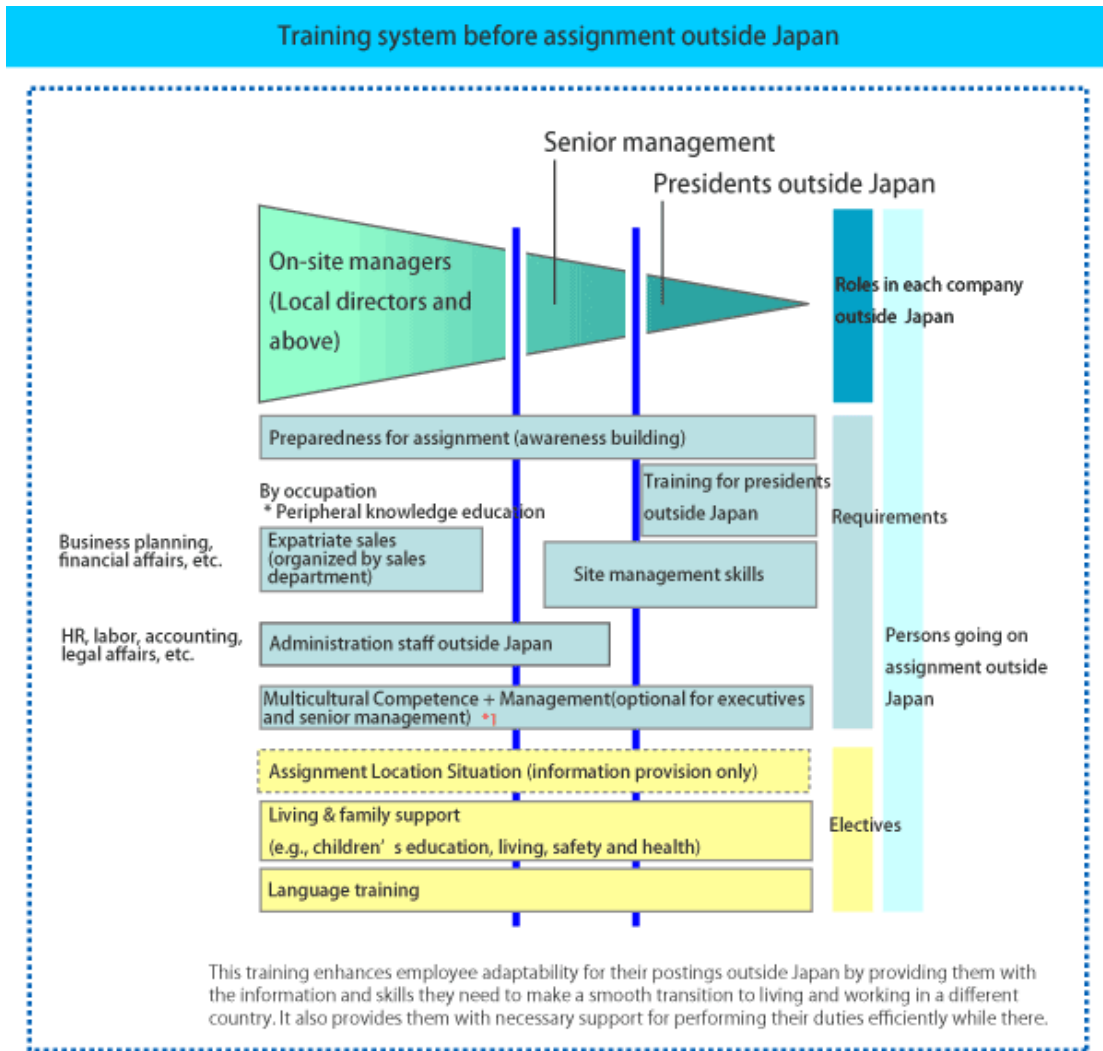 Training system before assignment outside Japan
Senior management
Presidents outside Japan
On-site managers
(Local directors and
above)
Roles in each company
outside Japan
Preparedness for assignment (awareness building)
Training for presidents
outside Japan
Requirements
By occupation
* Peripheral knowledge education
Business planning,
financial affairs, etc.
Expatriate sales
(organized by sales
department)
Site management skills
HR, labor, accounting,
legal affairs, etc.
Administration staff outside Japan
Persons going on
assignment outside
Japan
Multicultural Competence + Management(optional for executives
and senior management) *1
Assignment Location Situation (information provision only)
Living & family support
(e.g., children's education, living, safety and health)
Electives
Language training
This training enhances employee adaptability for their postings outside Japan by providing them with
the information and skills they need to make a smooth transition to living and working in a different
country. It also provides them with necessary support for performing their duties efficiently while there.